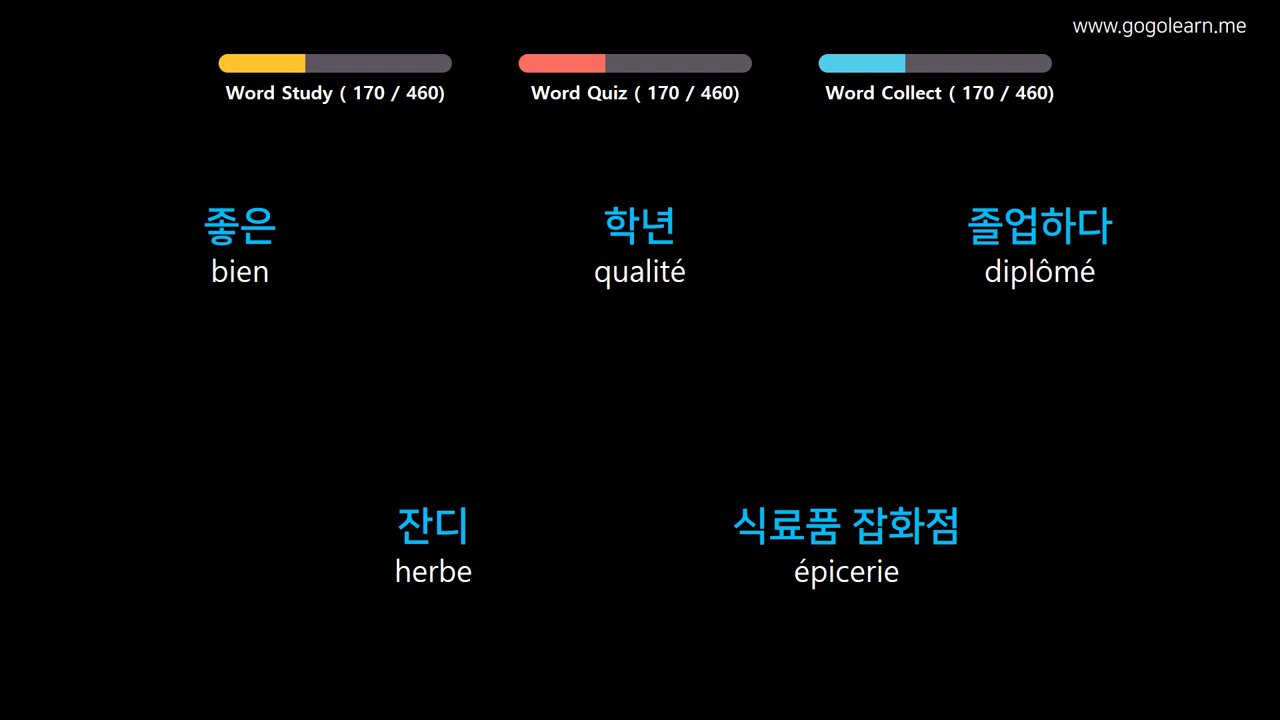 www.gogolearn.me
Word Study ( 170 / 460)
Word Quiz ( 170 / 460)
Word Collect ( 170 / 460)
좋은
bien
학년
qualité
졸업하다
diplômé
잔디
herbe
식료품 잡화점
épicerie